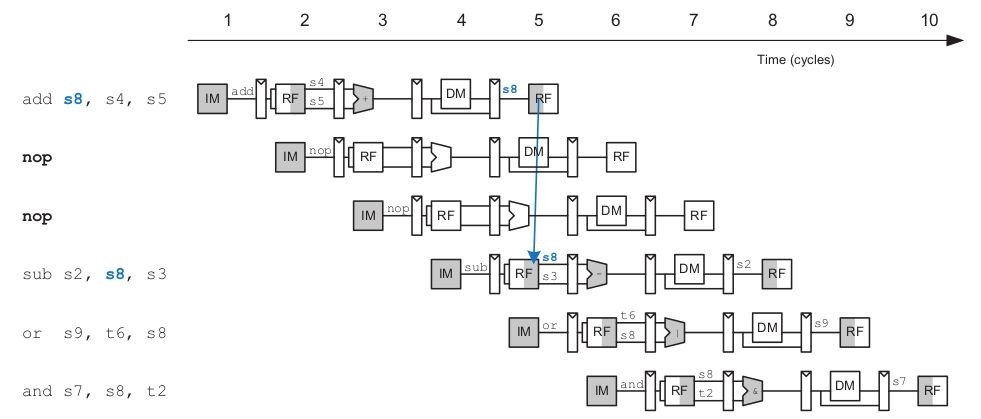 1 2 3 4 5 6 7 8 9 10
Time (cycles)
add s8, s4, s5 IM add RF s4 s5 + DM s8 RF
nop IM nop RF DM RF
nop IM nop RF DM RF
sub s2, s8, s3 IM sub RF s8 s3 - DM s2 RF
or s9, t6, s8 IM or RF t6 s8 | DM s9 RF
and s7, s8, t2 IM and RF s8 t2 & DM s7 RF